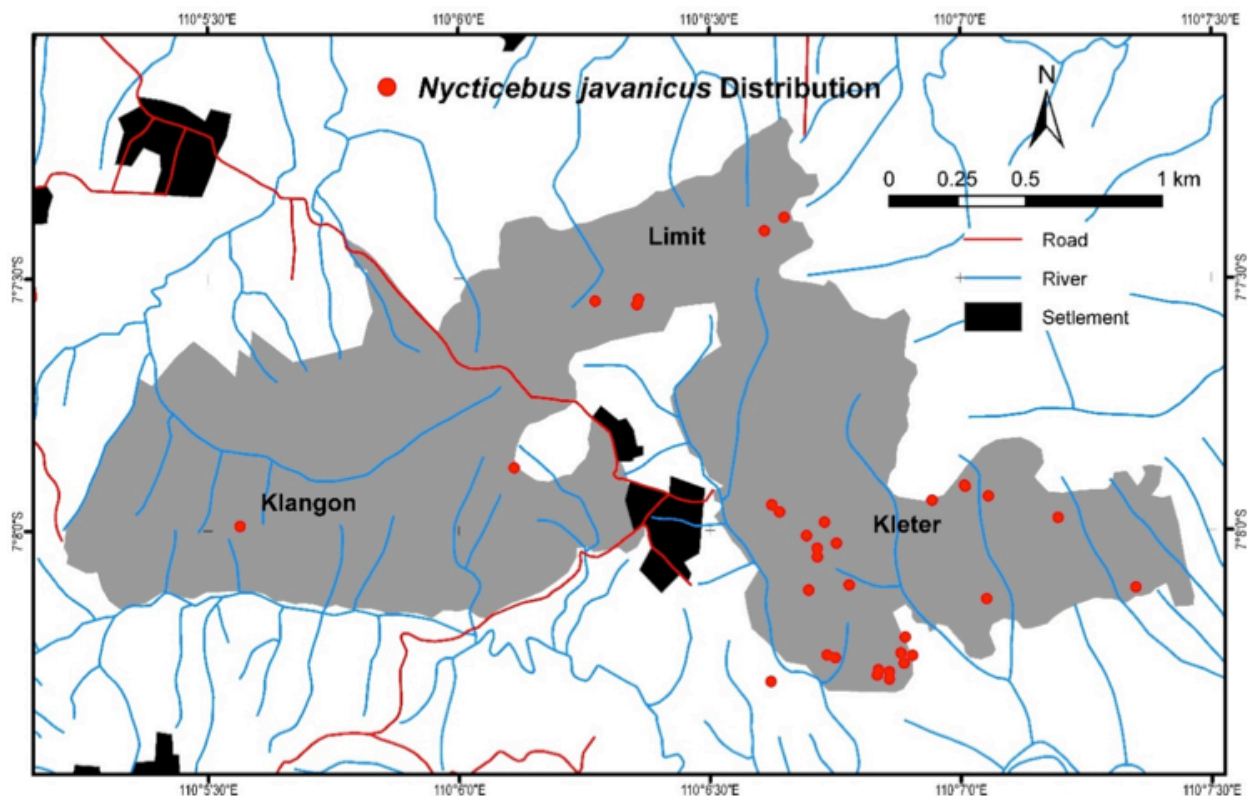 110°5'30"E 110°6'0"E 110°6'30"E 110°7'0"E 110°7'30"E
Nycticebus javanicus Distribution
N
0 0.25 0.5 1 km
Limit
Road
7°7'30"S 7°7'30"S
River
Setlement
Klangon
Kleter
7°8'0"S 7°8'0"S
110°5'30"E 110°6'0"E 110°6'30"E 110°7'0"E 110°7'30"E